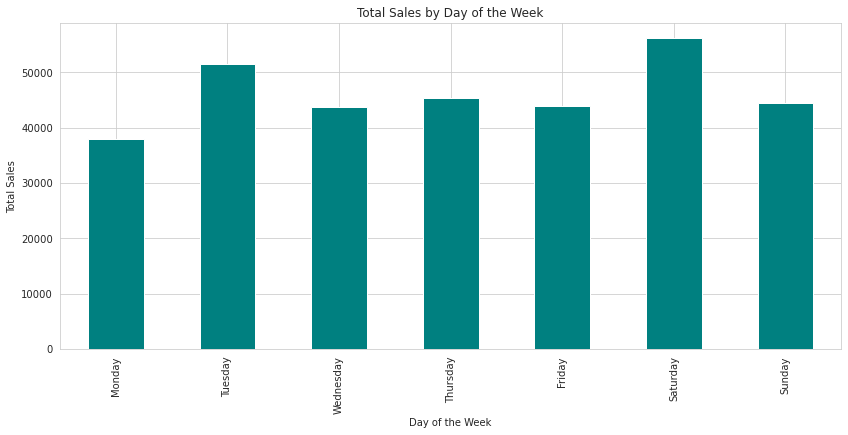 Total Sales by Day of the Week
Total Sales
50000
40000
30000
20000
10000
0
Monday
Tuesday
Wednesday
Thursday
Friday
Saturday
Sunday
Day of the Week